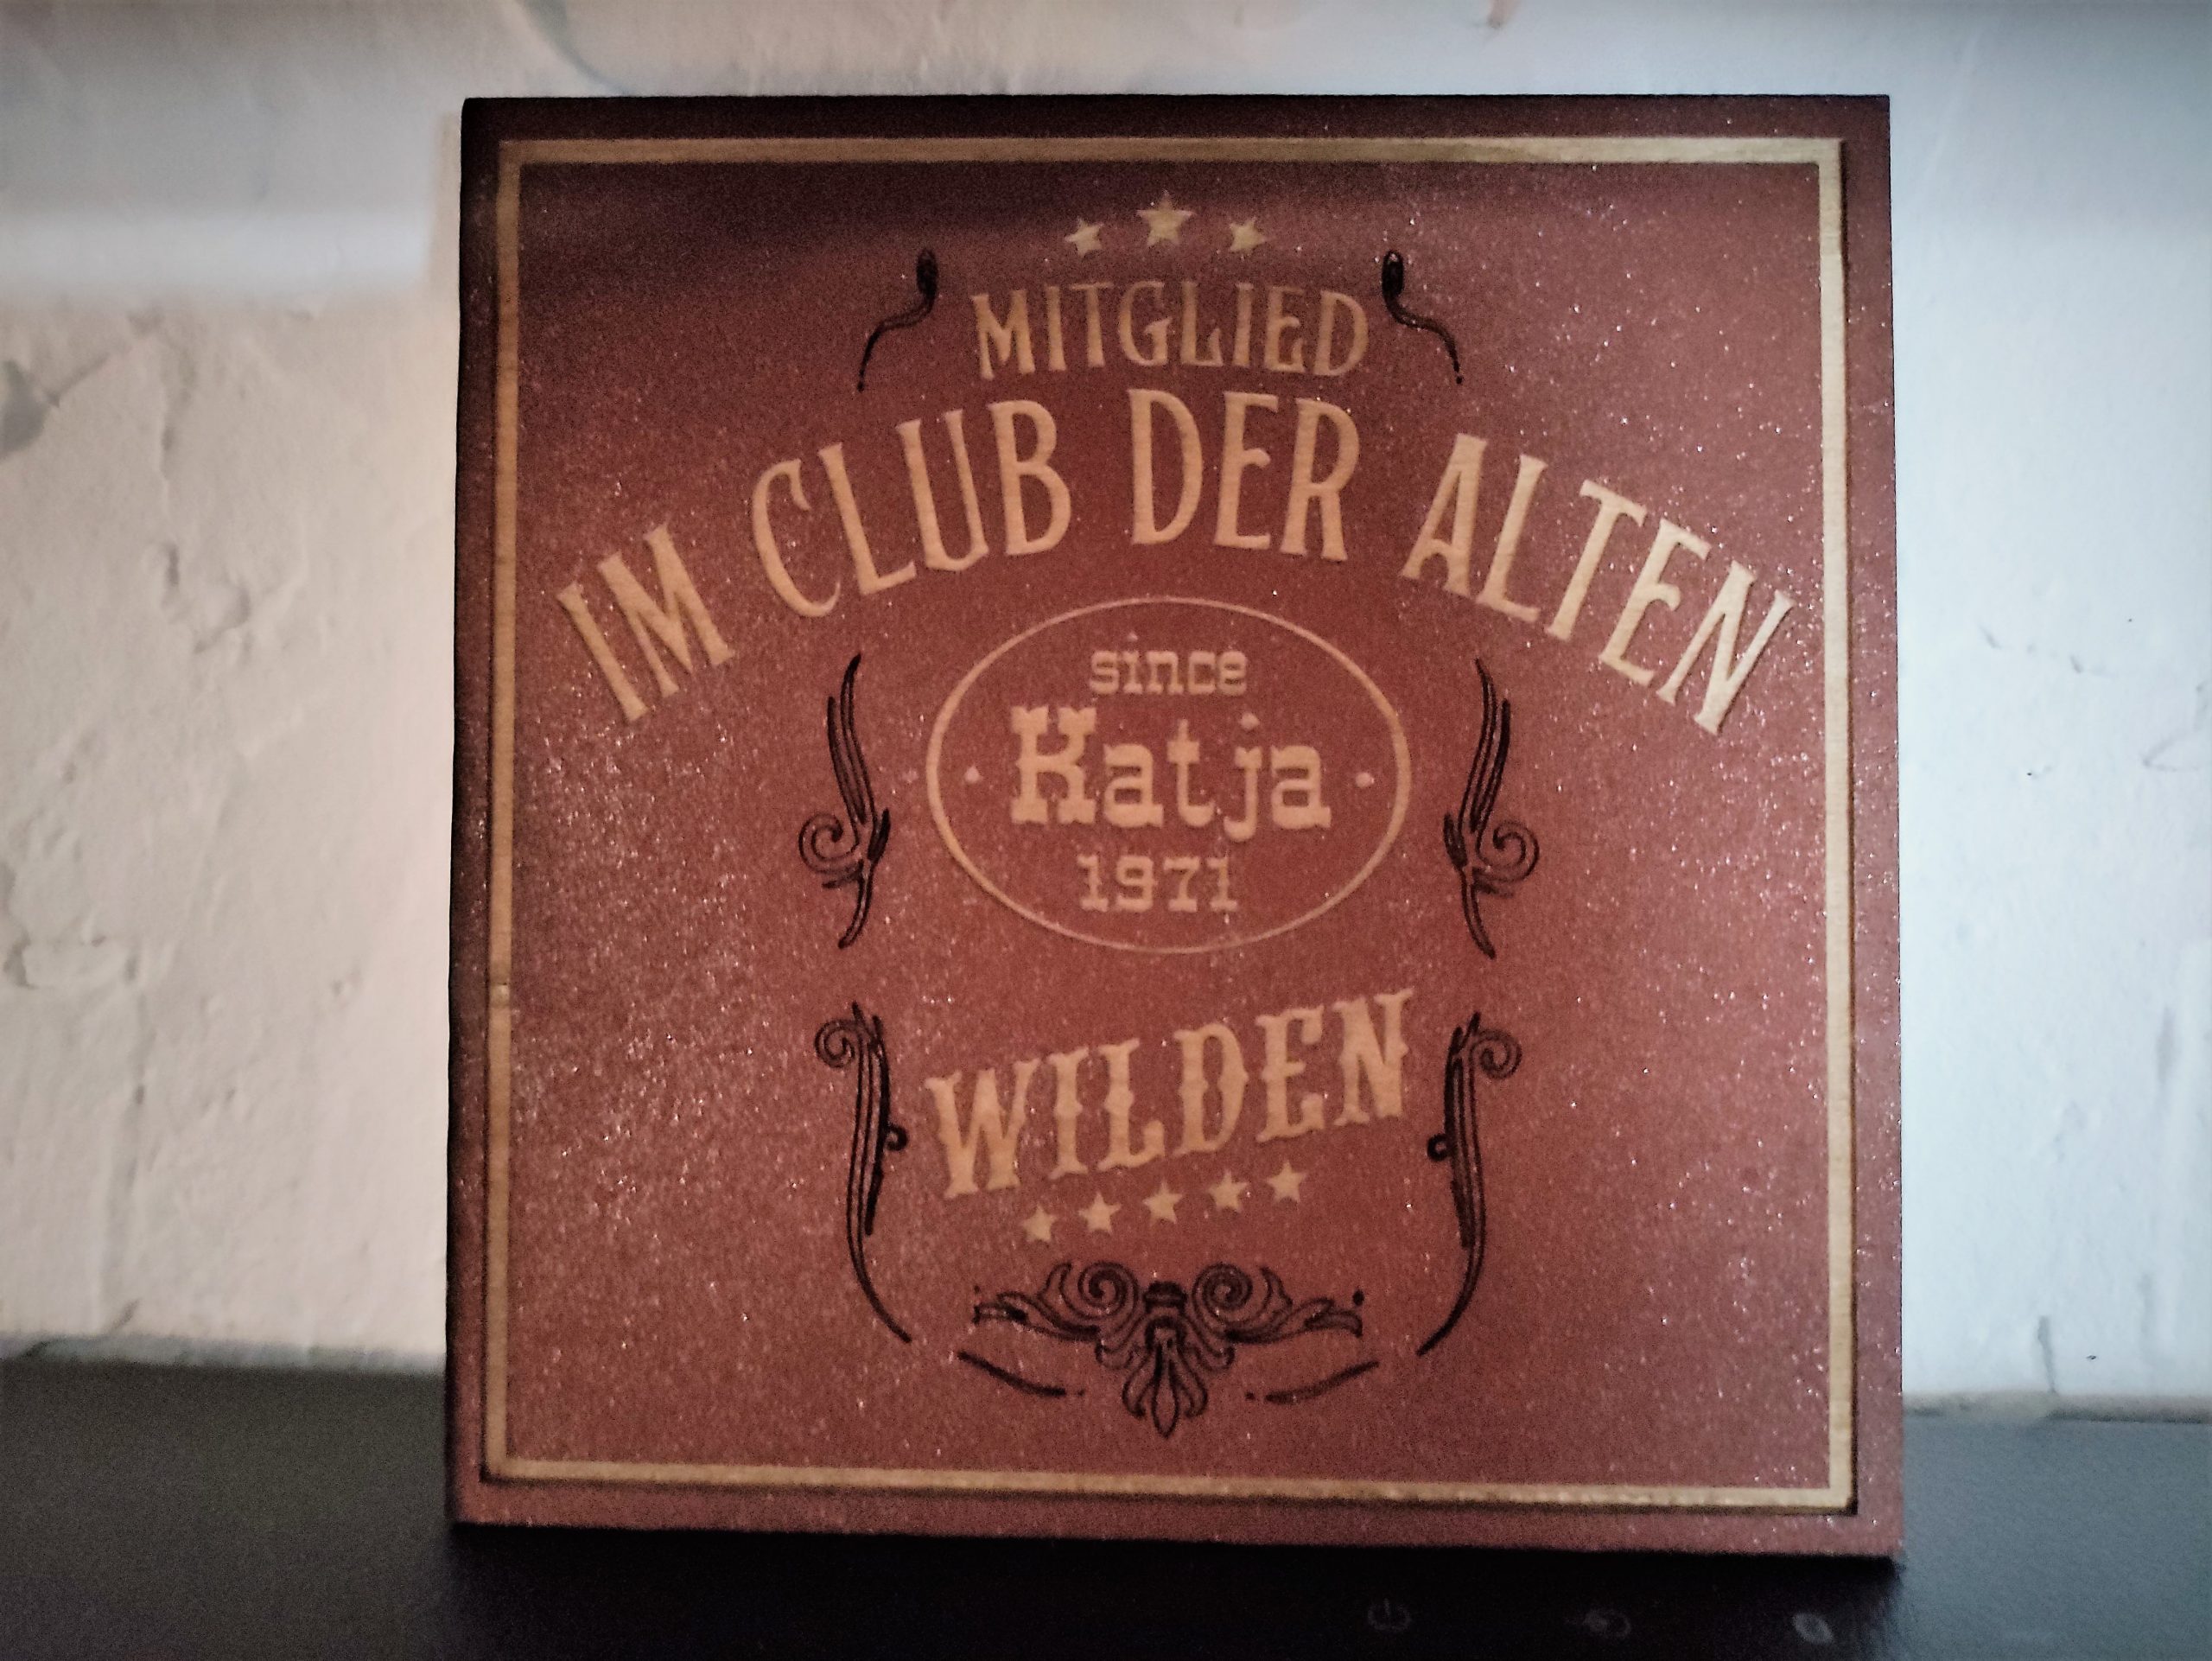 MITGLIED
IM CLUB DER ALTEN
since
Katja
1971
WILDEN